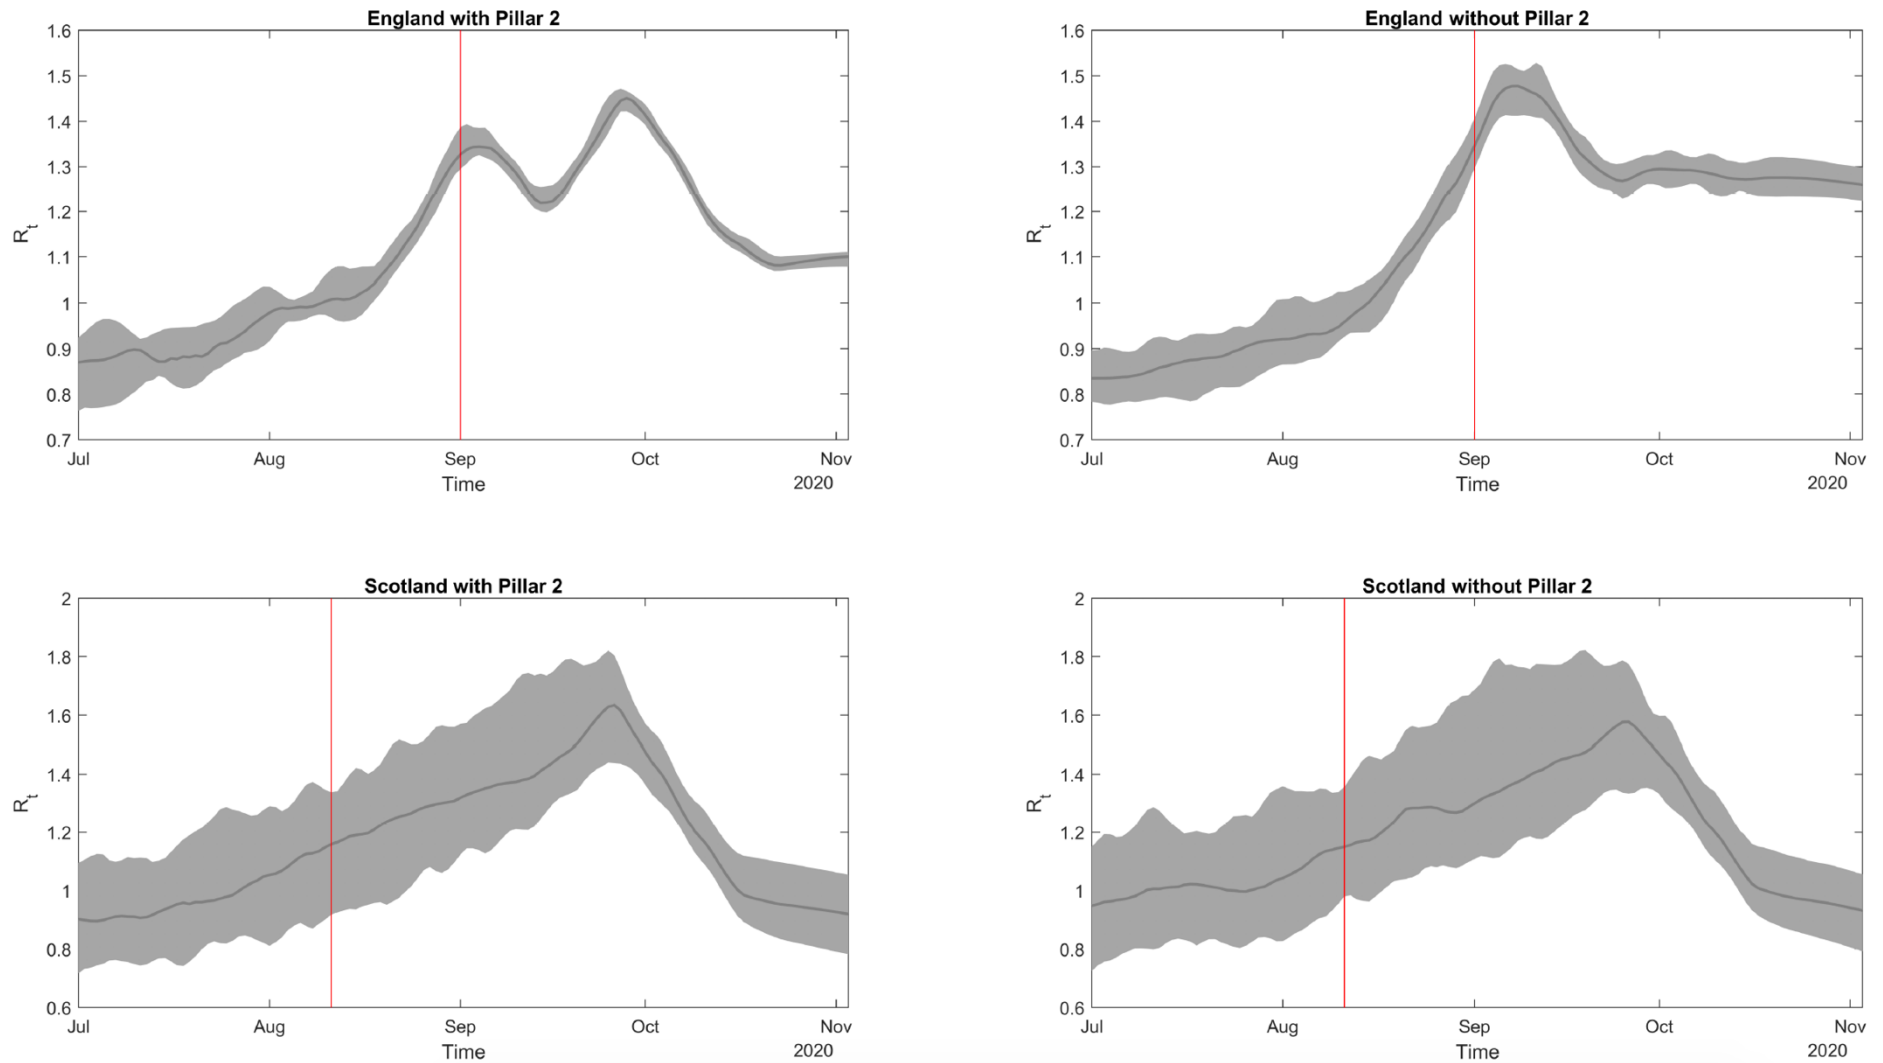 England with Pillar 2
1.6
1.5
1.4
1.3
1.2
1.1
1
0.9
0.8
0.7
R_t
Jul Aug Sep Oct Nov
Time 2020
England without Pillar 2
1.6
1.5
1.4
1.3
1.2
1.1
1
0.9
0.8
0.7
R_t
Jul Aug Sep Oct Nov
Time 2020
Scotland with Pillar 2
2
1.8
1.6
1.4
1.2
1
0.8
0.6
R_t
Jul Aug Sep Oct Nov
Time 2020
Scotland without Pillar 2
2
1.8
1.6
1.4
1.2
1
0.8
0.6
R_t
Jul Aug Sep Oct Nov
Time 2020